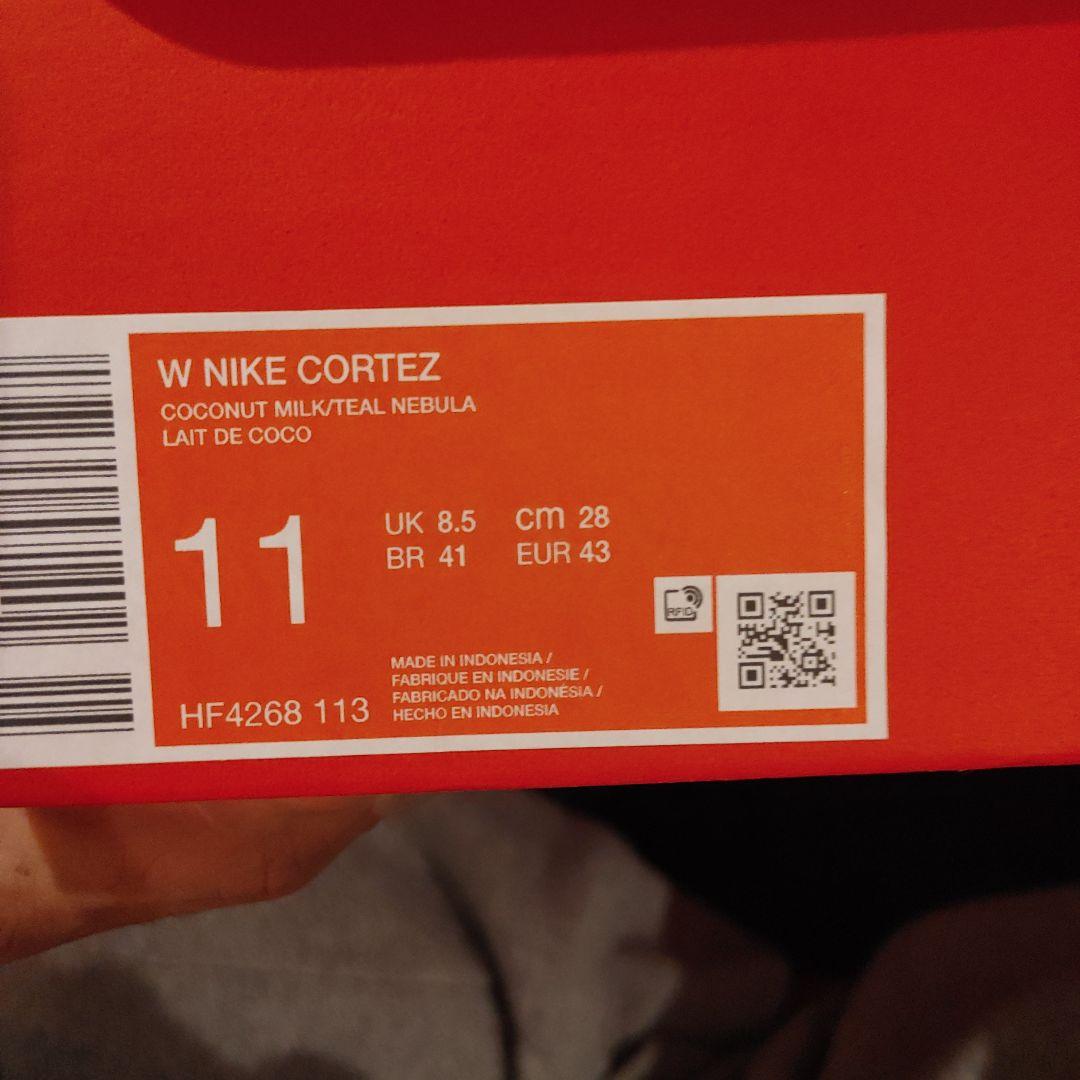 W NIKE CORTEZ
COCONUT MILK/TEAL NEBULA
LAIT DE COCO
11
UK 8.5 cm 28
BR 41 EUR 43
RFID
MADE IN INDONESIA /
FABRIQUE EN INDONESIE /
FABRICADO NA INDONÉSIA /
HECHO EN INDONESIA
HF4268 113